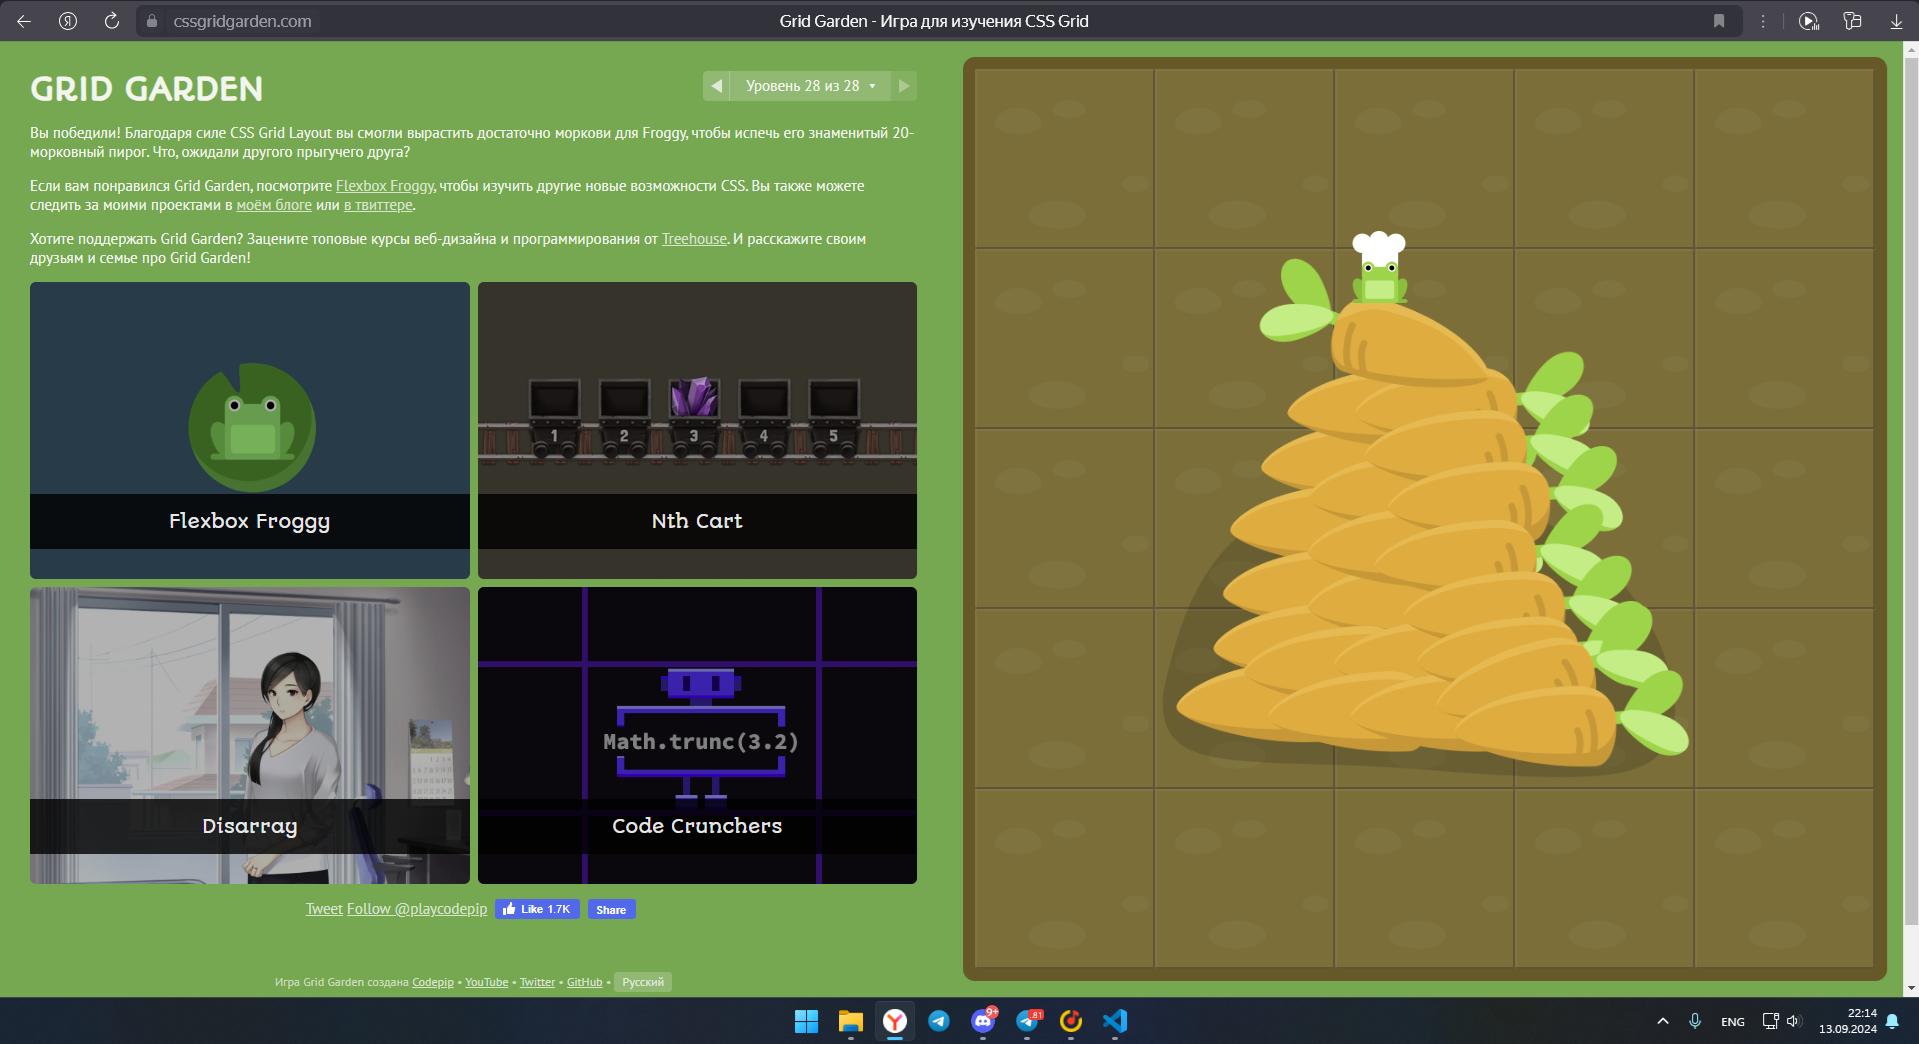 cssgridgarden.com
Grid Garden - Игра для изучения CSS Grid
GRID GARDEN
Уровень 28 из 28
Вы победили! Благодаря силе CSS Grid Layout вы смогли вырастить достаточно моркови для Froggy, чтобы испечь его знаменитый 20-
морковный пирог. Что, ожидали другого прыгучего друга?
Если вам понравился Grid Garden, посмотрите Flexbox Froggy, чтобы изучить другие новые возможности CSS. Вы также можете
следить за моими проектами в моём блоге или в твиттере.
Хотите поддержать Grid Garden? Зацените топовые курсы веб-дизайна и программирования от Treehouse. И расскажите своим
друзьям и семье про Grid Garden!
1 2 3 4 5
Flexbox Froggy
Nth Cart
Math.trunc(3.2)
Disarray
Code Crunchers
Tweet Follow @playcodepip Like 1.7K Share
Игра Grid Garden создана Codepip • YouTube • Twitter • GitHub • Русский
9+
81
ENG
22:14
13.09.2024